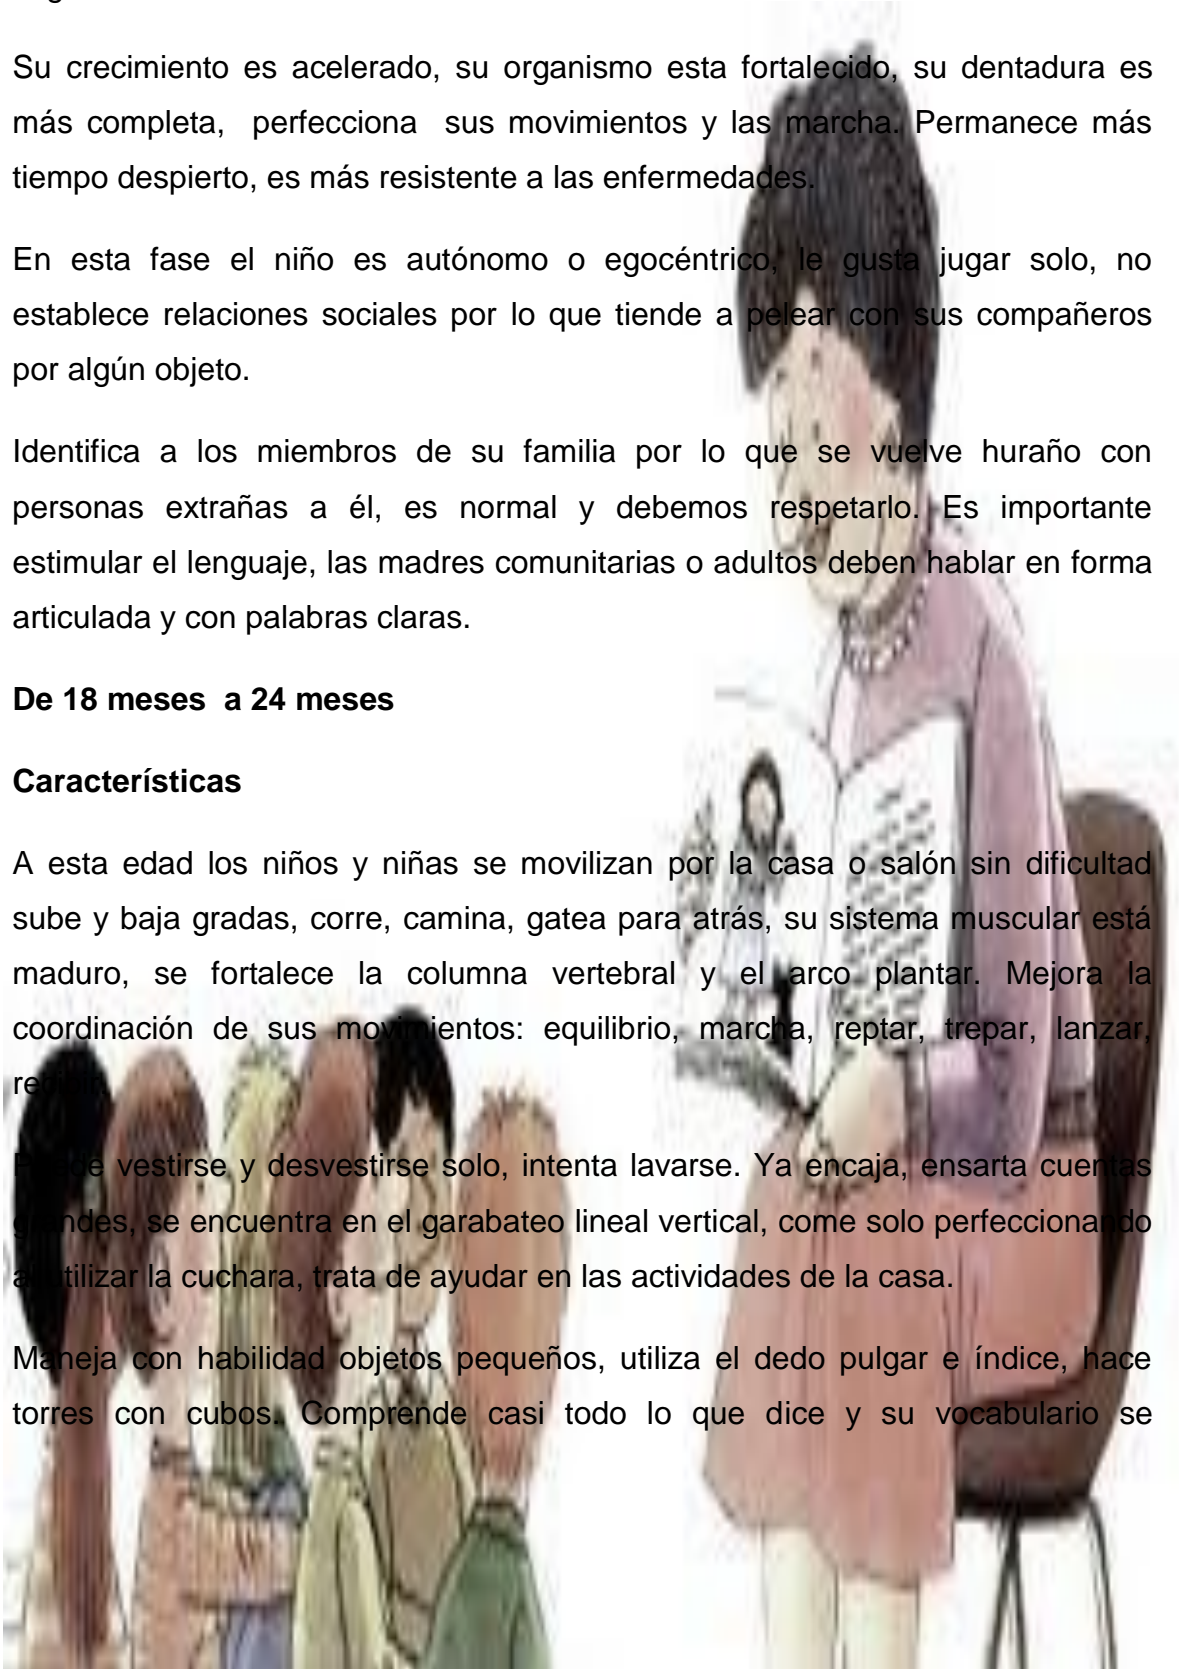 Su crecimiento es acelerado, su organismo esta fortalecido, su dentadura es
más completa, perfecciona sus movimientos y las marcha. Permanece más
tiempo despierto, es más resistente a las enfermedades.
En esta fase el niño es autónomo o egocéntrico, le gusta jugar solo, no
establece relaciones sociales por lo que tiende a pelear con sus compañeros
por algún objeto.
Identifica a los miembros de su familia por lo que se vuelve huraño con
personas extrañas a él, es normal y debemos respetarlo. Es importante
estimular el lenguaje, las madres comunitarias o adultos deben hablar en forma
articulada y con palabras claras.
De 18 meses a 24 meses
Características
A esta edad los niños y niñas se movilizan por la casa o salón sin dificultad
sube y baja gradas, corre, camina, gatea para atrás, su sistema muscular está
maduro, se fortalece la columna vertebral y el arco plantar. Mejora la
coordinación de sus movimientos: equilibrio, marcha, reptar, trepar, lanzar,
vestirse y desvestirse solo, intenta lavarse. Ya encaja, ensarta cuentas
grandes, se encuentra en el garabateo lineal vertical, come solo perfeccionando
utilizar la cuchara, trata de ayudar en las actividades de la casa.
Maneja con habilidad objetos pequeños, utiliza el dedo pulgar e índice, hace
torres con cubos. Comprende casi todo lo que dice y su vocabulario se